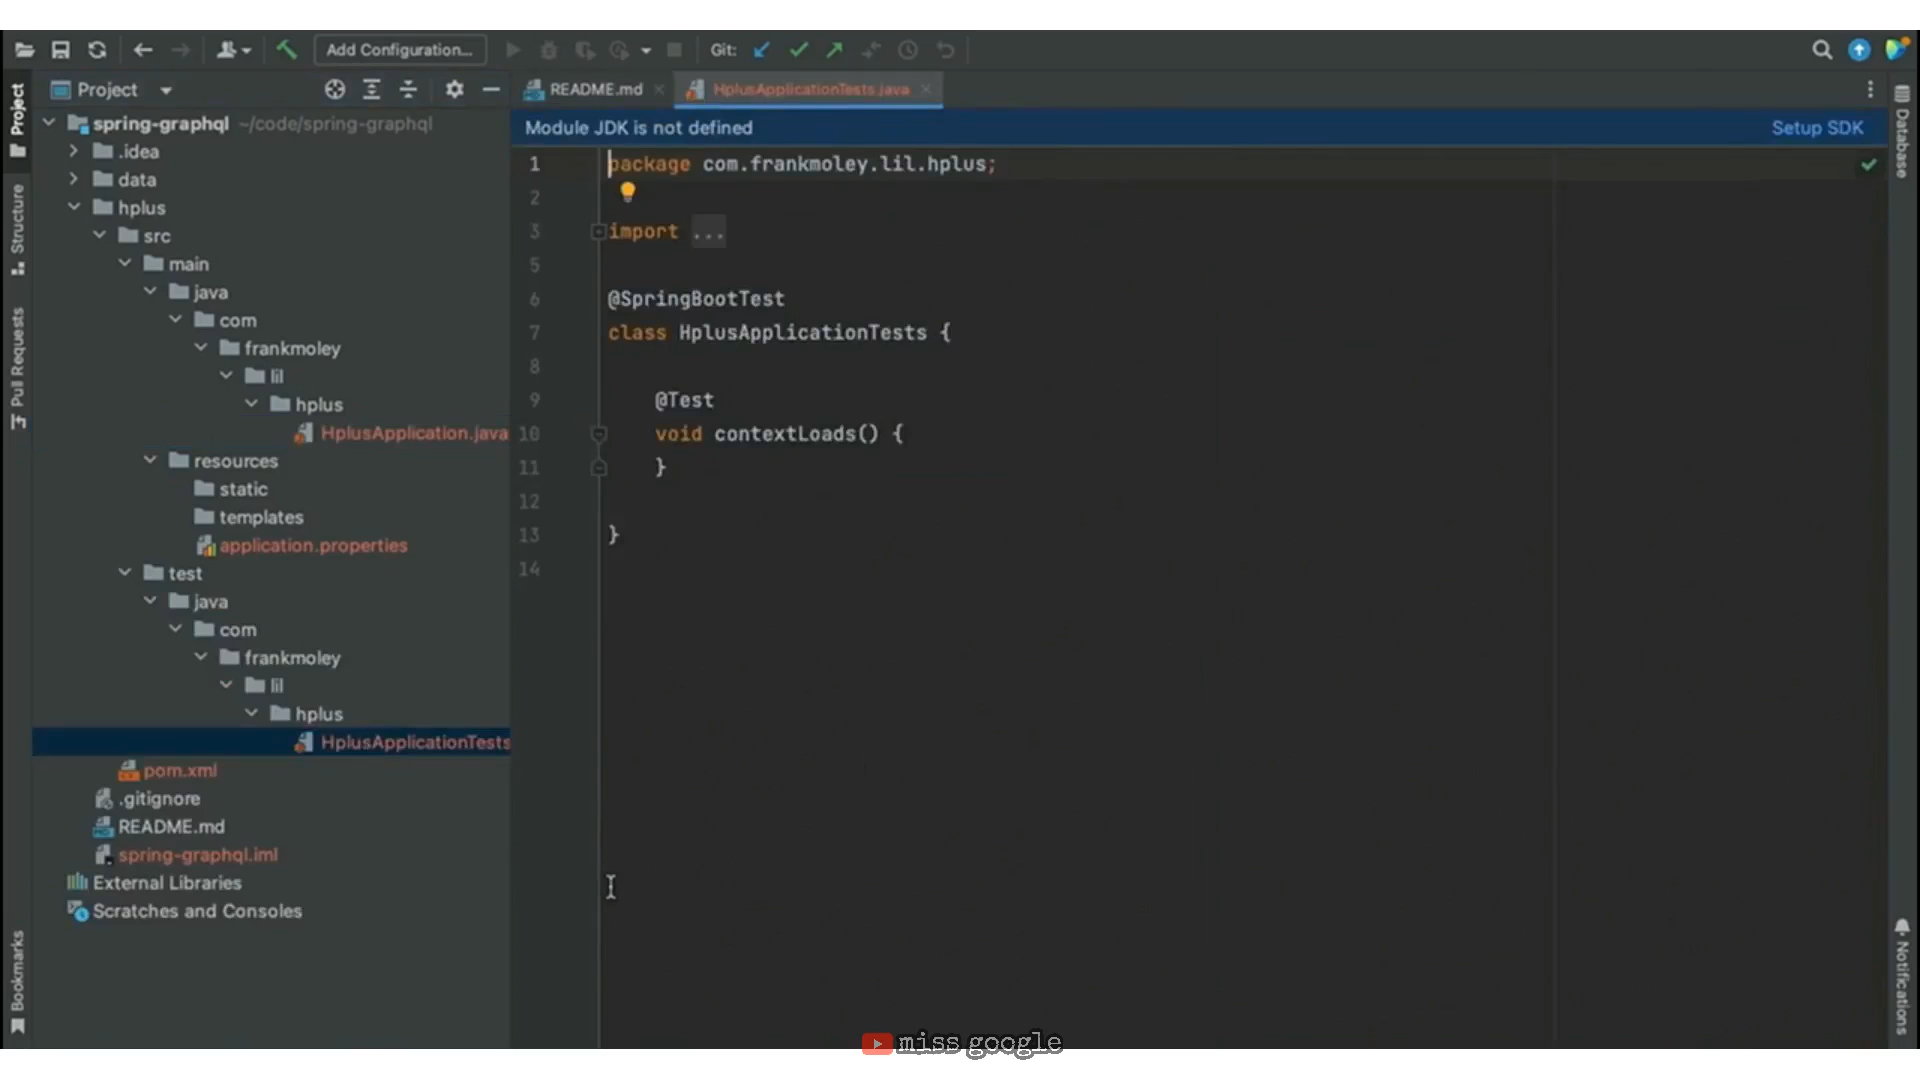 Add Configuration...
Git:
Project
README.md
HplusApplicationTests.java
Project
Structure
Pull Requests
Bookmarks
Database
Notifications
Module JDK is not defined
Setup SDK
spring-graphql ~/code/spring-graphql
.idea
data
hplus
src
main
java
com
frankmoley
lil
hplus
HplusApplication.java
resources
static
templates
application.properties
test
java
com
frankmoley
lil
hplus
HplusApplicationTests
pom.xml
.gitignore
README.md
spring-graphql.iml
External Libraries
Scratches and Consoles
1 package com.frankmoley.lil.hplus;
2
3 import ...
5
6 @SpringBootTest
7 class HplusApplicationTests {
8
9 @Test
10 void contextLoads() {
11 }
12
13 }
14
miss google